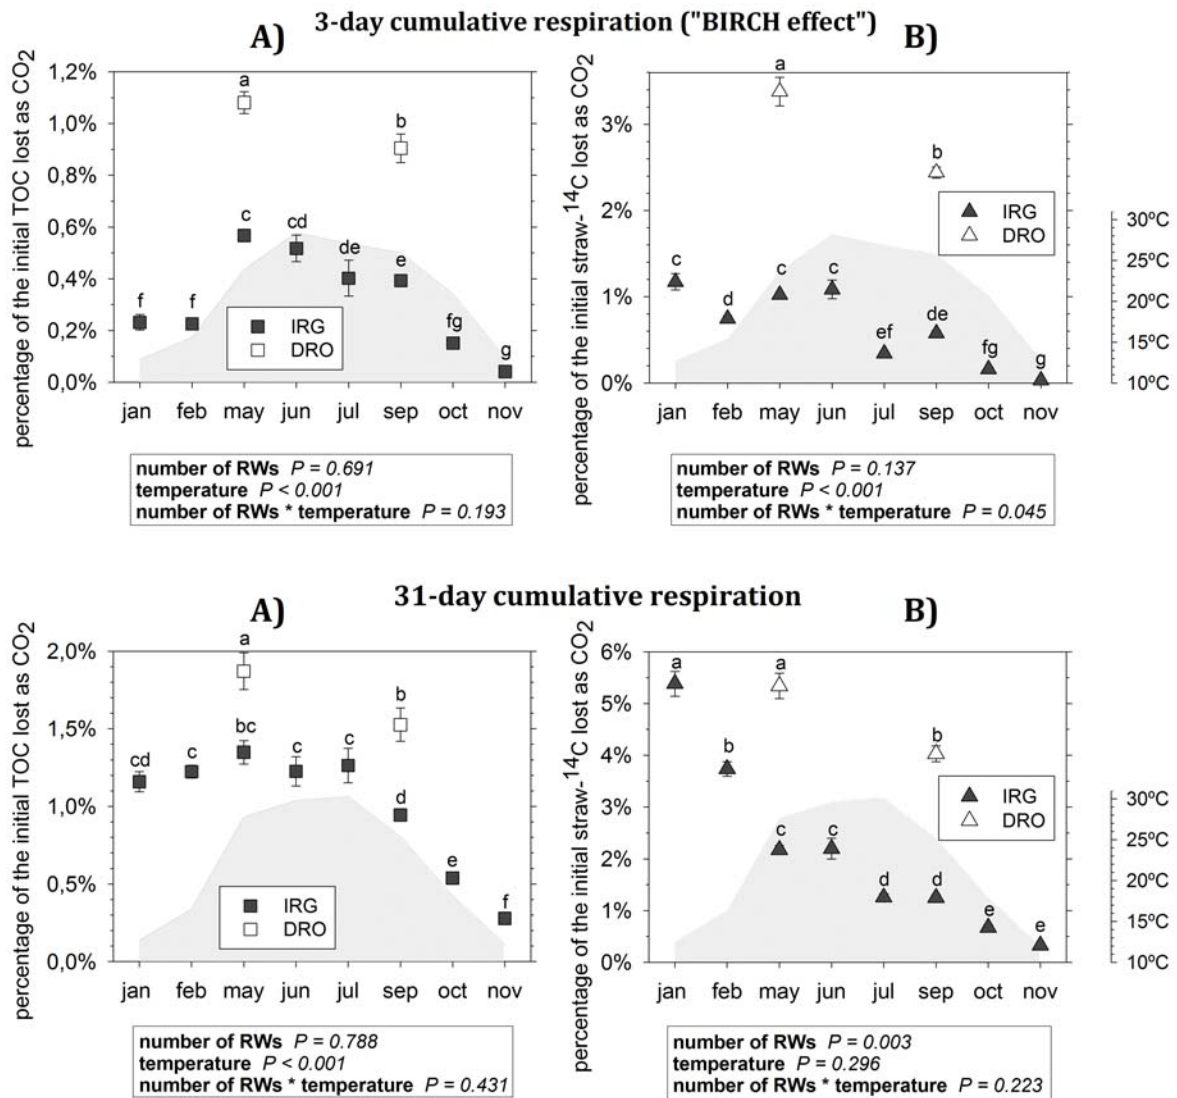 3-day cumulative respiration ("BIRCH effect")
A)
B)
percentage of the initial TOC lost as CO2
1,2%
1,0%
0,8%
0,6%
0,4%
0,2%
0,0%
a
b
c
cd
de
e
f
f
fg
g
IRG
DRO
jan feb may jun jul sep oct nov
number of RWs P = 0.691
temperature P < 0.001
number of RWs * temperature P = 0.193
percentage of the initial straw-14C lost as CO2
3%
2%
1%
0%
a
b
c
d
c
c
ef
de
fg
g
IRG
DRO
30ºC
25ºC
20ºC
15ºC
10ºC
jan feb may jun jul sep oct nov
number of RWs P = 0.137
temperature P < 0.001
number of RWs * temperature P = 0.045
31-day cumulative respiration
A)
B)
percentage of the initial TOC lost as CO2
2,0%
1,5%
1,0%
0,5%
0,0%
a
b
cd
c
bc
c
c
d
e
f
IRG
DRO
jan feb may jun jul sep oct nov
number of RWs P = 0.788
temperature P < 0.001
number of RWs * temperature P = 0.431
percentage of the initial straw-14C lost as CO2
6%
5%
4%
3%
2%
1%
0%
a
a
b
b
c
c
d
d
e
e
IRG
DRO
30ºC
25ºC
20ºC
15ºC
10ºC
jan feb may jun jul sep oct nov
number of RWs P = 0.003
temperature P = 0.296
number of RWs * temperature P = 0.223